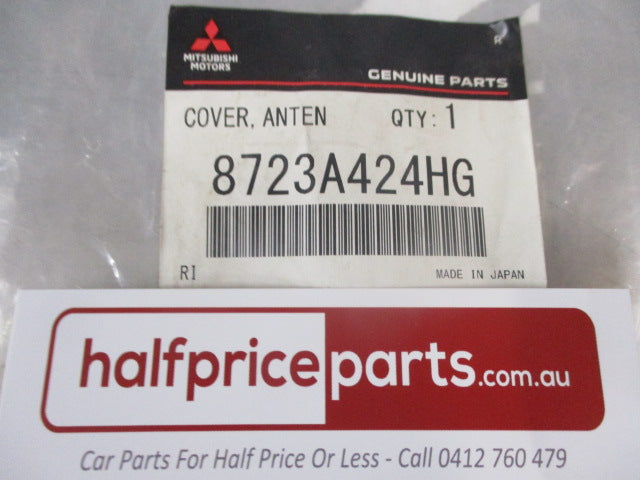 R
MITSUBISHI
MOTORS
GENUINE PARTS
COVER, ANTEN QTY: 1
8723A424HG
RI MADE IN JAPAN
halfpriceparts.com.au
Car Parts For Half Price Or Less - Call 0412 760 479